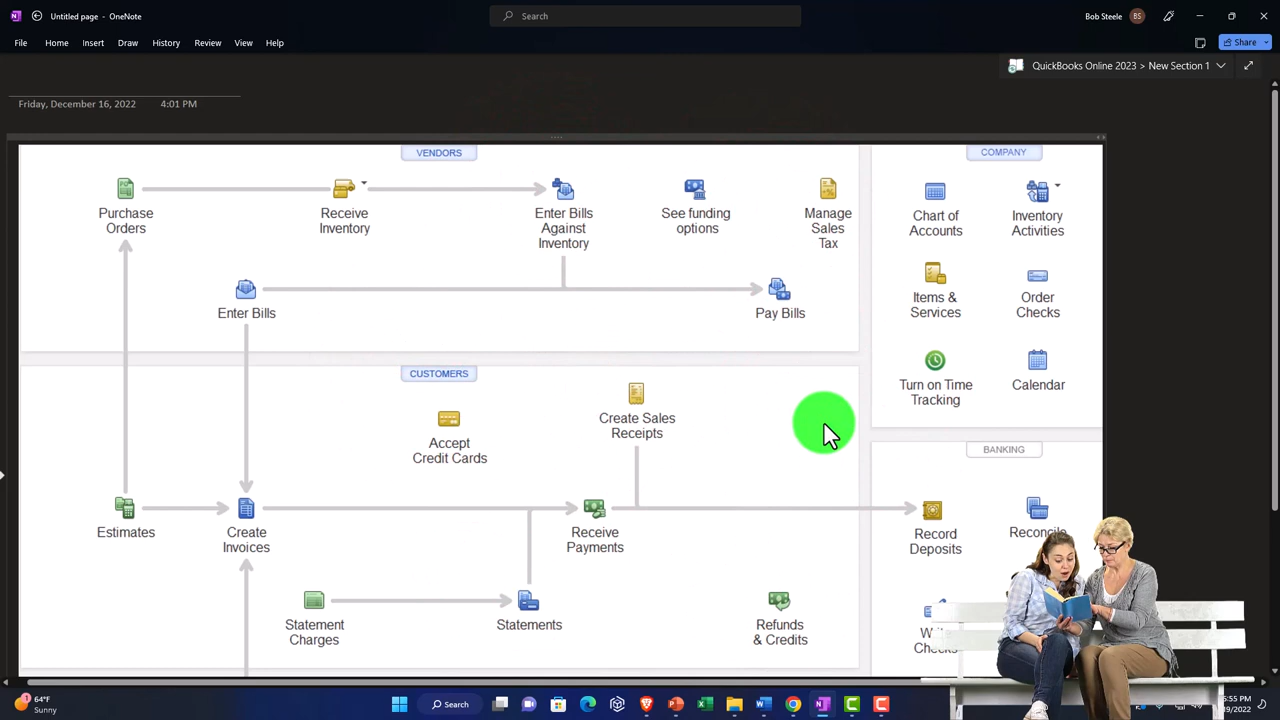 Untitled page - OneNote
Search
Bob Steele
BS
File
Home
Insert
Draw
History
Review
View
Help
Share
QuickBooks Online 2023 > New Section 1
Friday, December 16, 2022
4:01 PM
VENDORS
COMPANY
Purchase
Orders
Receive
Inventory
Enter Bills
Against
Inventory
See funding
options
Manage
Sales
Tax
Chart of
Accounts
Inventory
Activities
Enter Bills
Pay Bills
Items &
Services
Order
Checks
CUSTOMERS
Turn on Time
Tracking
Calendar
Accept
Credit Cards
Create Sales
Receipts
BANKING
Estimates
Create
Invoices
Receive
Payments
Record
Deposits
Reconcile
Statement
Charges
Statements
Refunds
& Credits
64°F
Sunny
Search